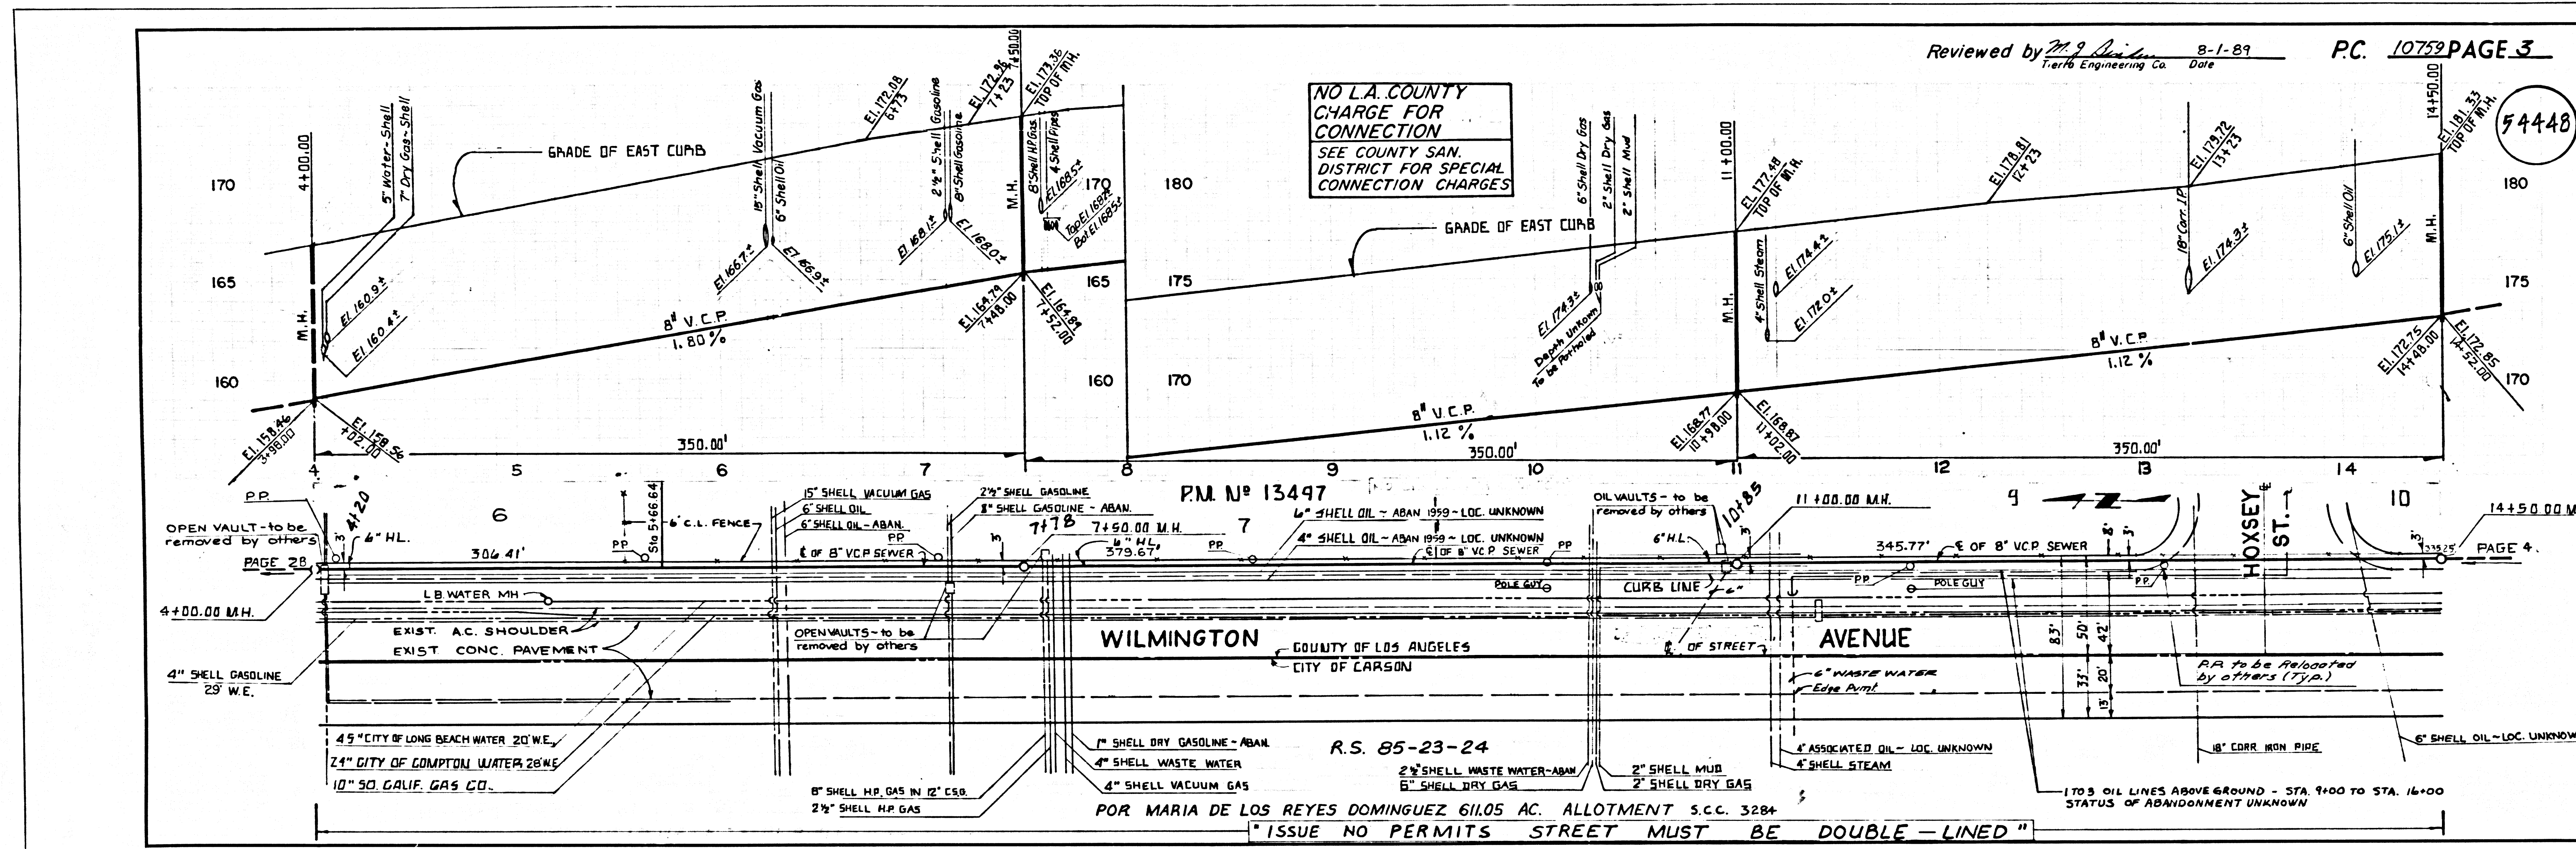 Reviewed by
8-1-89
Tierra Engineering Co. Date
P.C. 10759 PAGE 3
54448
NO L.A. COUNTY
CHARGE FOR
CONNECTION
SEE COUNTY SAN.
DISTRICT FOR SPECIAL
CONNECTION CHARGES
4+00.00
M.H.
5" Water-Shell
7" Dry Gas~Shell
GRADE OF EAST CURB
El. 160.9±
El. 160.4±
15" Shell Vacuum Gas
6" Shell Oil
El. 166.7±
El. 166.9±
El. 172.08
6+73
2½" Shell Gasoline
8" Shell Gasoline
El. 168.1±
El. 168.0±
El. 172.96
7+23
7+50.00
M.H.
El. 173.36
TOP OF M.H.
8" Shell H.P. Gas.
4 Shell Pipes
El. 168.5±
Top El. 168.7±
Bot El. 168.5±
170
165
160
170
165
160
180
175
170
8" V.C.P.
1.80 %
El. 158.46
3+98.00
El. 158.56
+02.00
El. 164.79
7+48.00
El. 164.89
7+52.00
GRADE OF EAST CURB
6" Shell Dry Gas
2" Shell Dry Gas
2" Shell Mud
El. 174.3±
Depth Unkown
To be Potholed
11+00.00
M.H.
El. 177.48
TOP OF M.H.
4" Shell Steam
El. 174.4±
El. 172.0±
El. 178.81
12+23
El. 179.72
13+23
18" Corr. I.P.
El. 174.3±
6" Shell Oil
El. 175.1±
14+50.00
M.H.
El. 181.33
TOP OF M.H.
180
175
170
8" V.C.P.
1.12 %
8" V.C.P.
1.12 %
El. 168.77
10+98.00
El. 168.87
11+02.00
El. 172.75
14+48.00
El. 172.85
14+52.00
350.00'
350.00'
350.00'
4 5 6 7 8 9 10 11 12 13 14
P.P.
4+20
OPEN VAULT-to be
removed by others
3'
6" H.L.
PAGE 2B
306.41'
6
P.P.
Sta 5+66.64
6' C.L. FENCE
15" SHELL VACUUM GAS
6" SHELL OIL
6" SHELL OIL-ABAN.
2½" SHELL GASOLINE
8" SHELL GASOLINE - ABAN.
P.P.
℄ OF 8" VCP SEWER
7+78
7+50.00 M.H.
3'
6" H.L.
379.67'
P.M. Nº 13497
7
P.P.
6" SHELL OIL ~ ABAN 1959~LOC. UNKNOWN
4" SHELL OIL ~ ABAN 1959~ LOC. UNKNOWN
℄ OF 8" V.C.P SEWER
P.P.
POLE GUY
OIL VAULTS - to be
removed by others
10+85
3'
11+00.00 M.H.
6" H.L.
CURB LINE
6"
345.77'
℄ OF 8" VCP SEWER
P.P.
POLE GUY
9
8'
3'
P.P.
HOXSEY
ST.
10
3'
335.25'
14+50.00 M
PAGE 4.
4+00.00 M.H.
L.B. WATER MH
EXIST. A.C. SHOULDER
EXIST. CONC. PAVEMENT
OPEN VAULTS~to be
removed by others
WILMINGTON AVENUE
COUNTY OF LOS ANGELES
CITY OF CARSON
℄ OF STREET
6" WASTE WATER
Edge Pvmt.
83'
50'
42'
33'
20'
13'
P.P. to be Relocated
by others (Typ.)
4" SHELL GASOLINE
29' W.E.
45" CITY OF LONG BEACH WATER 20' W.E.
24" CITY OF COMPTON WATER 28' W.E.
10" SO. CALIF. GAS CO.
8" SHELL H.P. GAS IN 12" CSG.
2½" SHELL H.P. GAS
1" SHELL DRY GASOLINE-ABAN.
4" SHELL WASTE WATER
4" SHELL VACUUM GAS
R.S. 85-23-24
2½" SHELL WASTE WATER-ABAN
6" SHELL DRY GAS
2" SHELL MUD
2" SHELL DRY GAS
4" ASSOCIATED OIL~ LOC. UNKNOWN
4" SHELL STEAM
18" CORR IRON PIPE
6" SHELL OIL~LOC. UNKNOW
1 TO 3 OIL LINES ABOVE GROUND - STA. 9+00 TO STA. 16+00
STATUS OF ABANDONMENT UNKNOWN
POR MARIA DE LOS REYES DOMINGUEZ 611.05 AC. ALLOTMENT S.C.C. 3284
"ISSUE NO PERMITS STREET MUST BE DOUBLE-LINED"